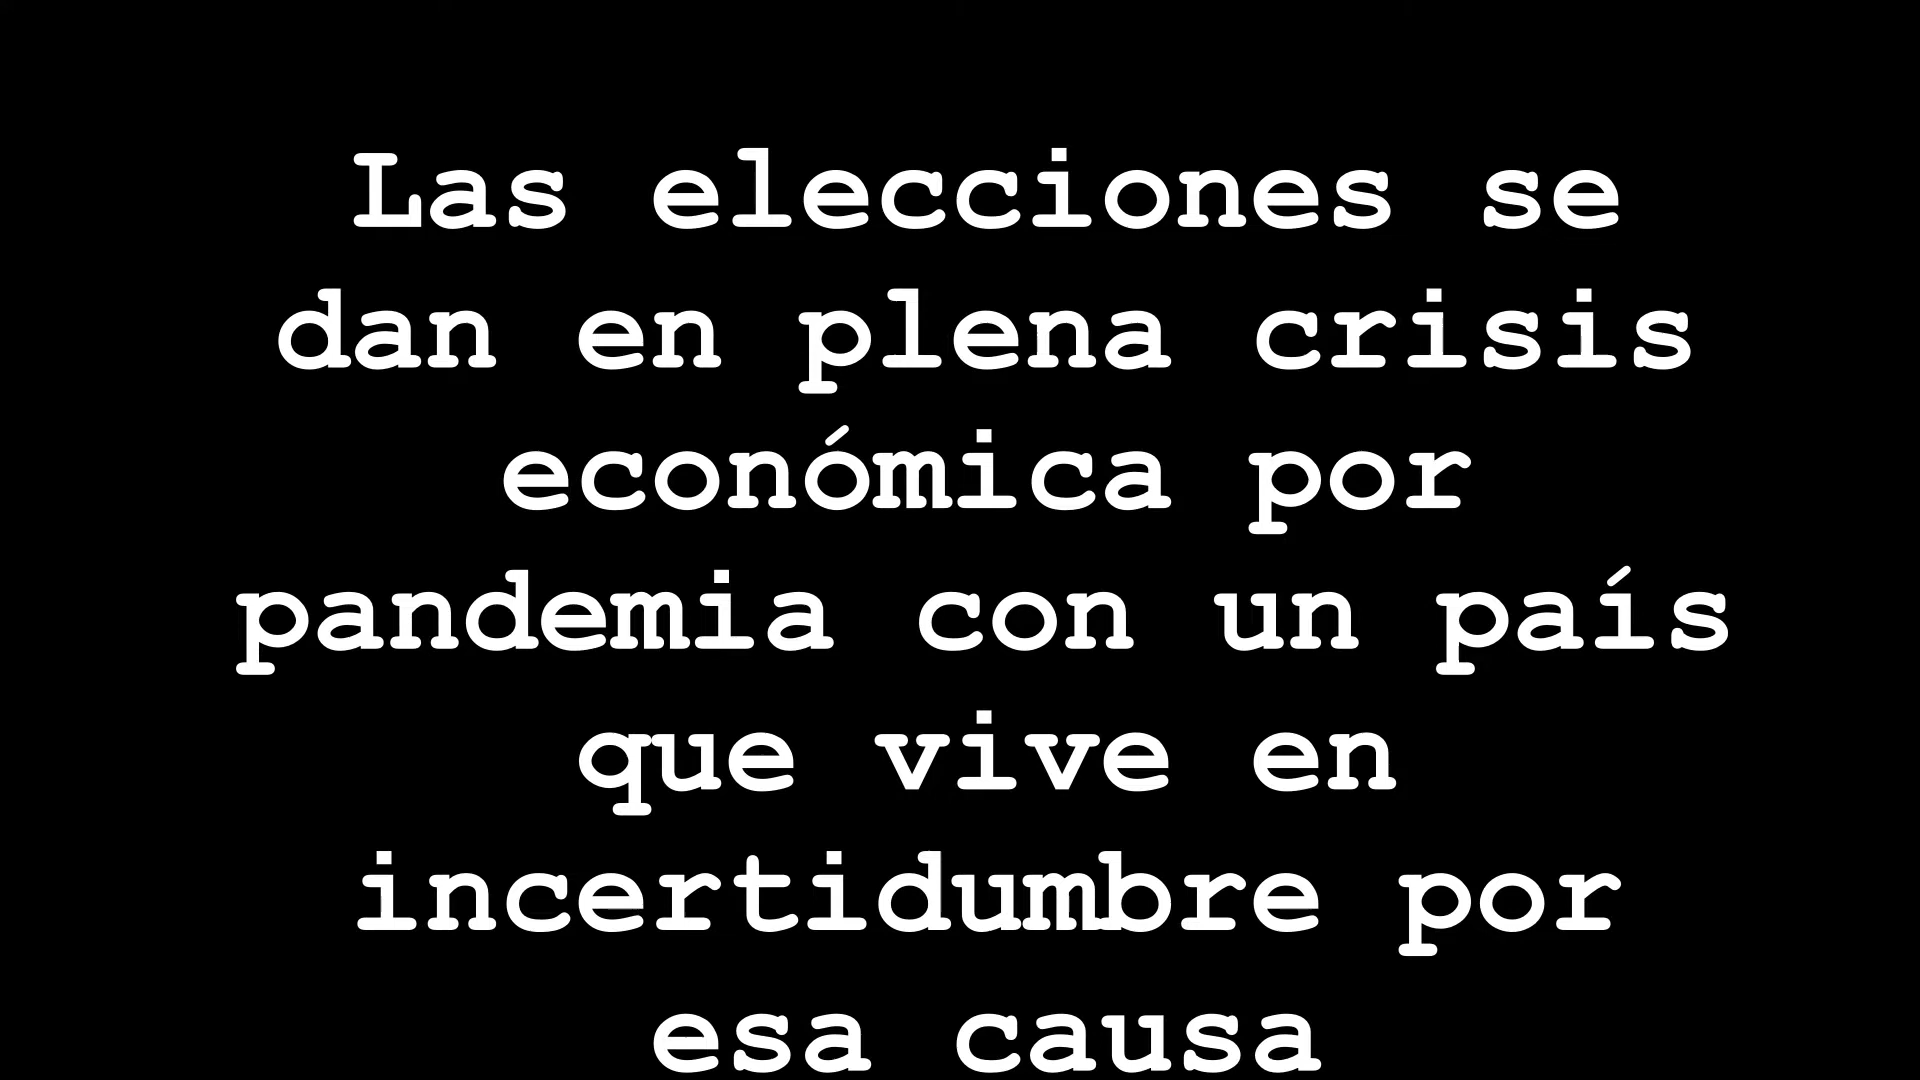 Las elecciones se
dan en plena crisis
económica por
pandemia con un país
que vive en
incertidumbre por
esa causa